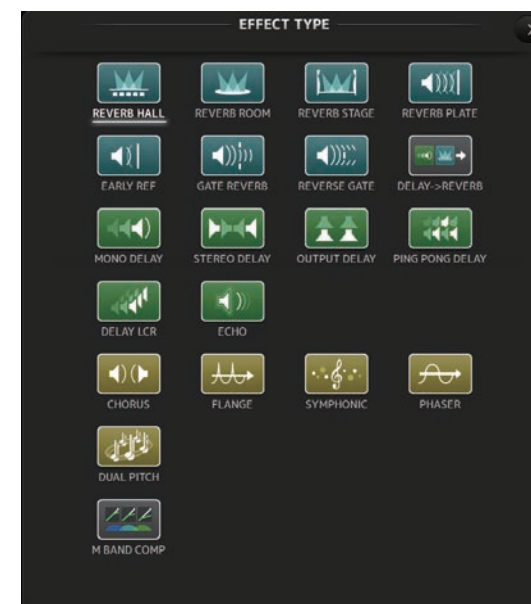 EFFECT TYPE
REVERB HALL REVERB ROOM REVERB STAGE REVERB PLATE
EARLY REF GATE REVERB REVERSE GATE DELAY->REVERB
MONO DELAY STEREO DELAY OUTPUT DELAY PING PONG DELAY
DELAY LCR ECHO
CHORUS FLANGE SYMPHONIC PHASER
DUAL PITCH
M BAND COMP